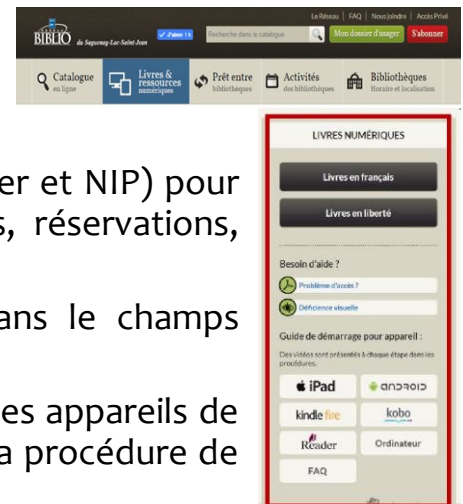 Le Réseau | FAQ | Nous joindre | Accès Privé
BIBLIO du Saguenay-Lac-Saint-Jean
J'aime
Recherche dans le catalogue
Mon dossier d'usager
S'abonner
Catalogue
en ligne
Livres &
ressources
numériques
Prêt entre
bibliothèques
Activités
des bibliothèques
Bibliothèques
Horaire et localisation
er et NIP) pour
s, réservations,
ans le champs
es appareils de
a procédure de
LIVRES NUMÉRIQUES
Livres en français
Livres en liberté
Besoin d'aide ?
Problème d'accès ?
Déficience visuelle
Guide de démarrage pour appareil :
Des vidéos sont présentés à chaque étape dans les
procédures.
iPad
android
kindle fire
kobo
Reader
Ordinateur
FAQ